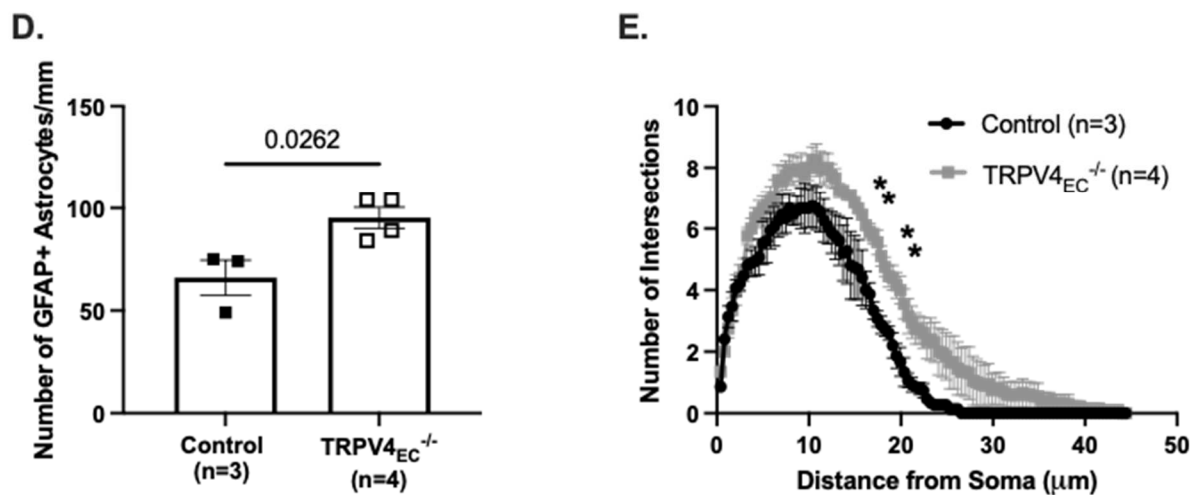 D.
Number of GFAP+ Astrocytes/mm
150
100
50
0
0.0262
Control
(n=3)
TRPV4EC-/-
(n=4)
E.
Number of Intersections
10
8
6
4
2
0
Control (n=3)
TRPV4EC-/- (n=4)
**
**
0 10 20 30 40 50
Distance from Soma (μm)